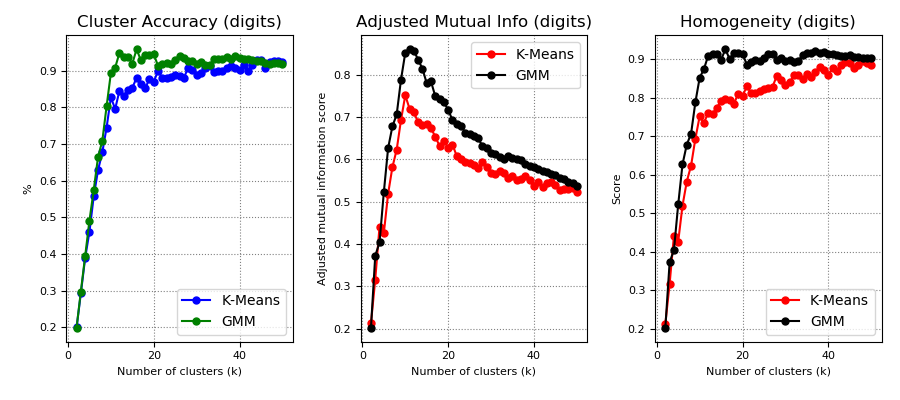 Cluster Accuracy (digits)
%
0.9
0.8
0.7
0.6
0.5
0.4
0.3
0.2
0
20
40
Number of clusters (k)
K-Means
GMM
Adjusted Mutual Info (digits)
Adjusted mutual information score
0.8
0.7
0.6
0.5
0.4
0.3
0.2
0
20
40
Number of clusters (k)
K-Means
GMM
Homogeneity (digits)
Score
0.9
0.8
0.7
0.6
0.5
0.4
0.3
0.2
0
20
40
Number of clusters (k)
K-Means
GMM